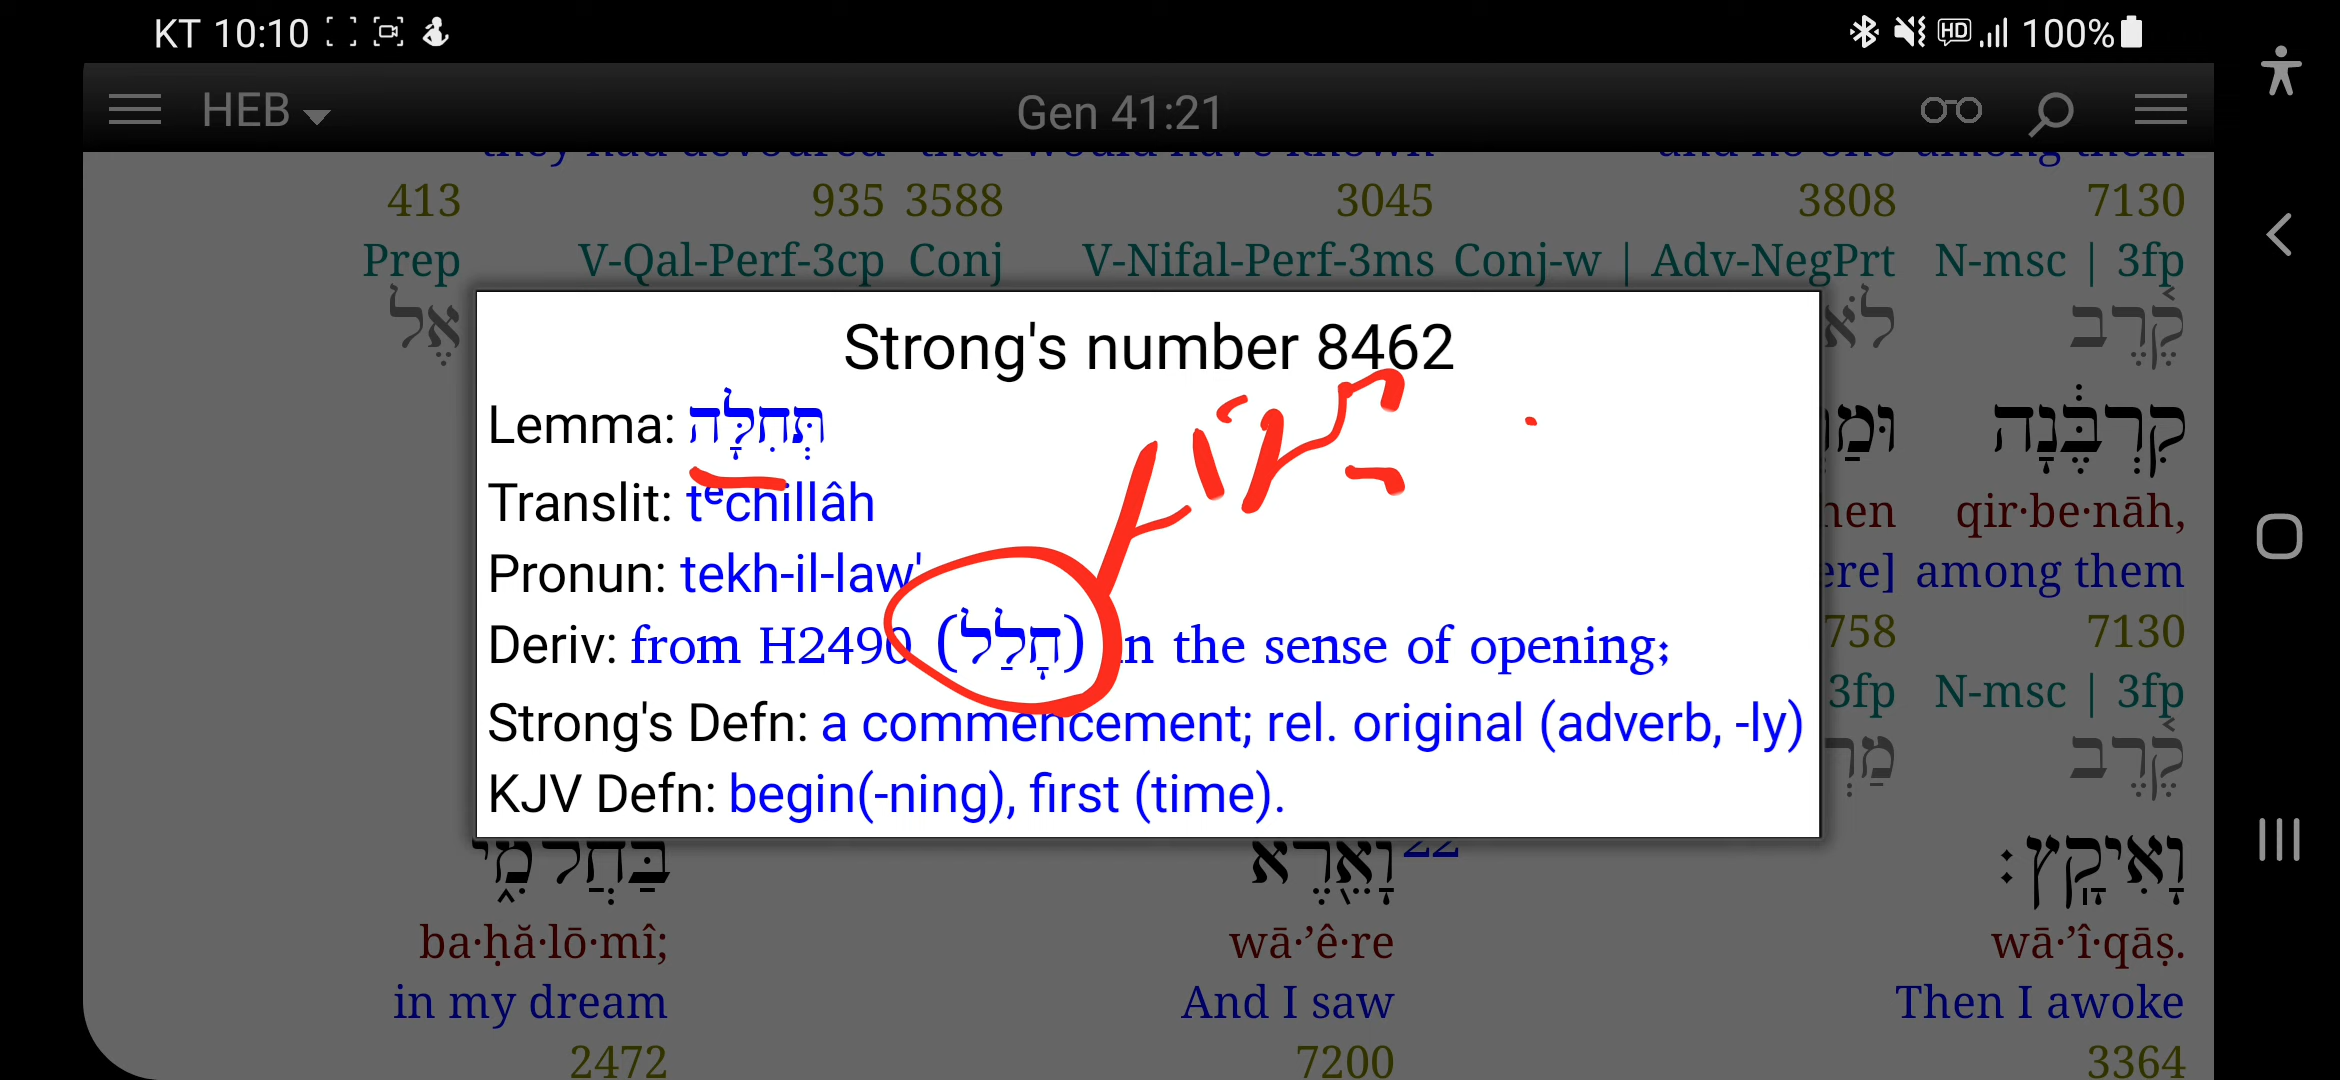 KT 10:10 HD 100%
HEB Gen 41:21
413 935 3588 3045 3808 7130
Prep V-Qal-Perf-3cp Conj V-Nifal-Perf-3ms Conj-w | Adv-NegPrt N-msc | 3fp
אֶל קֶ֫רֶב
Strong's number 8462
Lemma: תְּחִלָּה
קִרְבֶּ֗נָה
Translit: tᵉchillâh
qir·be·nāh,
Pronun: tekh-il-law'
among them
Deriv: from H2490 (חָלַל) in the sense of opening;
758 7130
3fp N-msc | 3fp
Strong's Defn: a commencement; rel. original (adverb, -ly)
קֶ֫רֶב
KJV Defn: begin(-ning), first (time).
בַּחֲלֹמִ֑י וָאֵ֖רֶא 22 וָאִיקָֽץ׃
ba·ḥă·lō·mî; wā·’ê·re wā·’î·qāṣ.
in my dream And I saw Then I awoke
2472 7200 3364